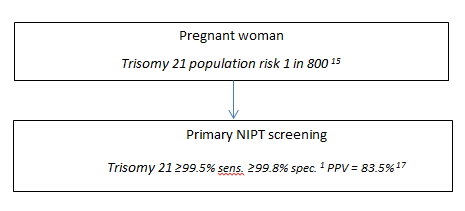 Pregnant woman
Trisomy 21 population risk 1 in 800 15
Primary NIPT screening
Trisomy 21 ≥99.5% sens. ≥99.8% spec. 1 PPV = 83.5% 17